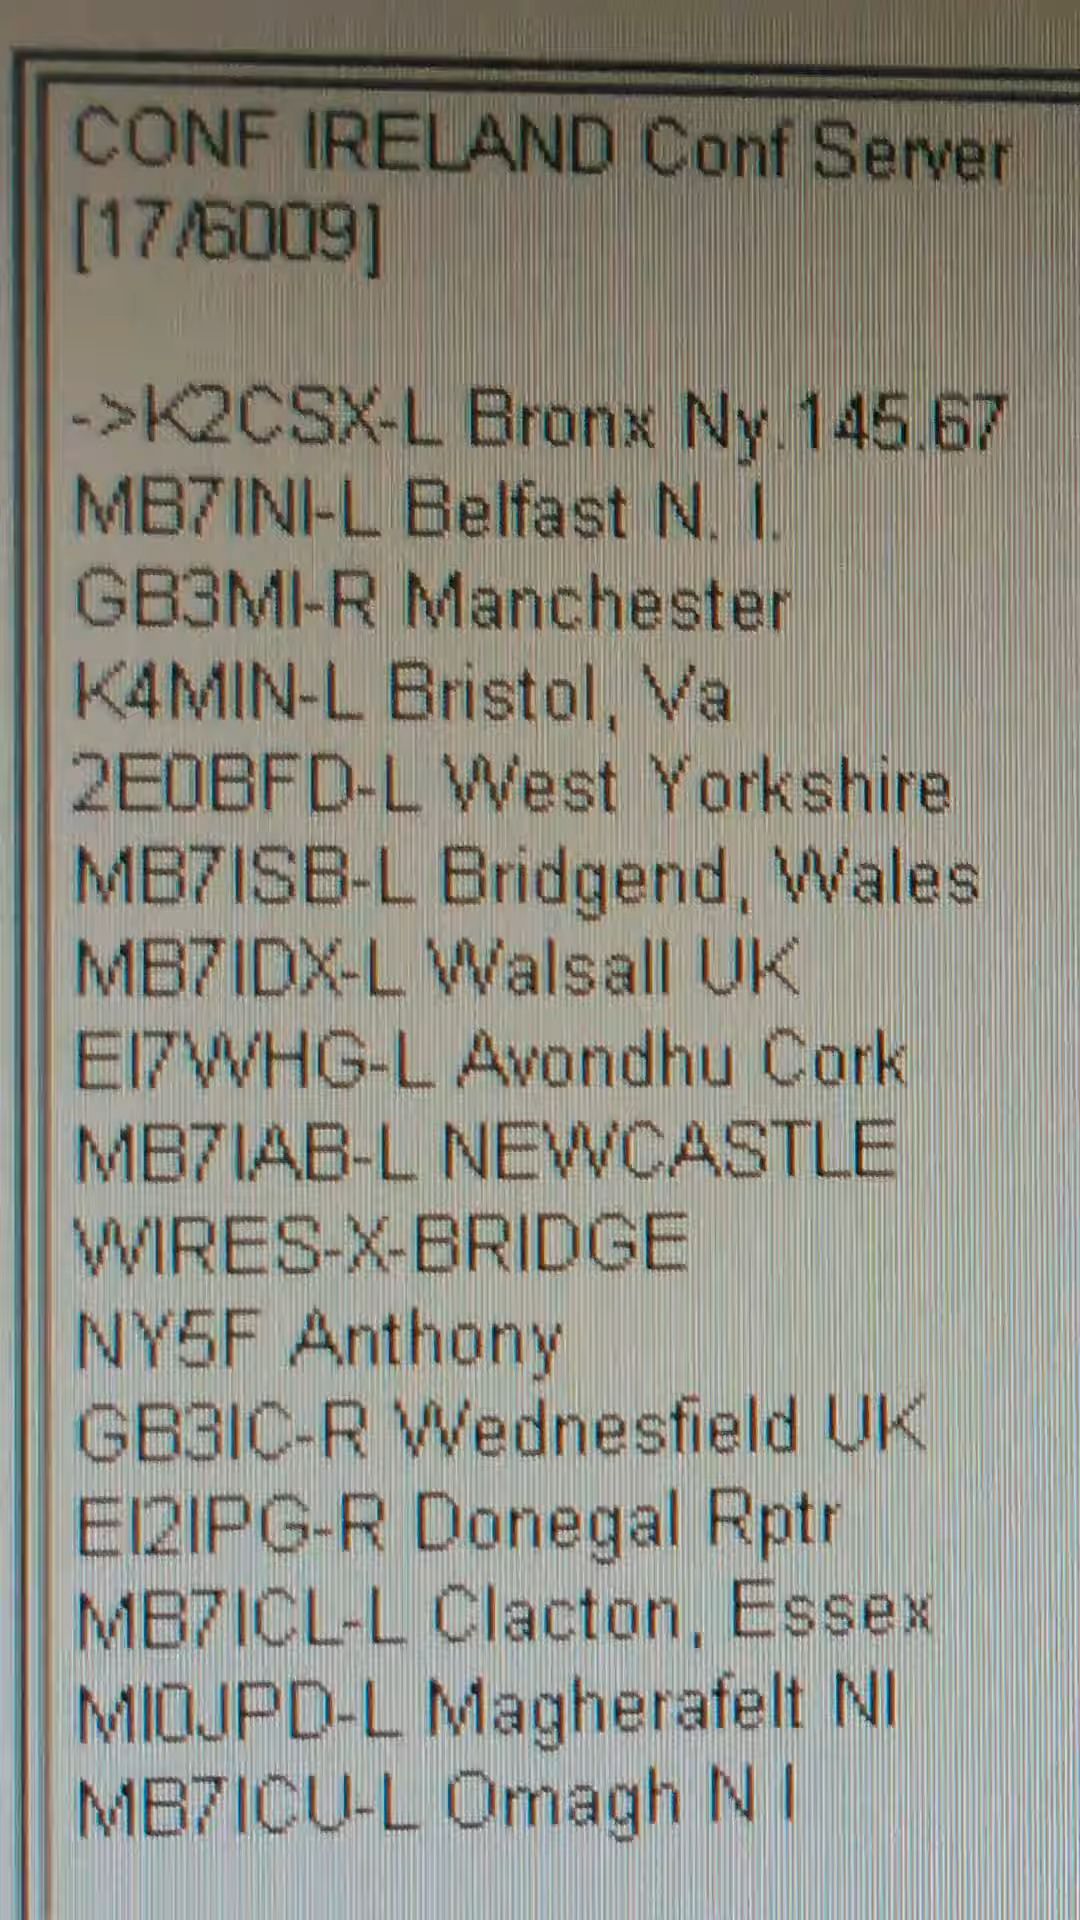 CONF IRELAND Conf Server
[17/6009]
->K2CSX-L Bronx Ny.145.67
MB7INI-L Belfast N. I.
GB3MI-R Manchester
K4MIN-L Bristol, Va
2E0BFD-L West Yorkshire
MB7ISB-L Bridgend, Wales
MB7IDX-L Walsall UK
EI7WHG-L Avondhu Cork
MB7IAB-L NEWCASTLE
WIRES-X-BRIDGE
NY5F Anthony
GB3IC-R Wednesfield UK
EI2IPG-R Donegal Rptr
MB7ICL-L Clacton, Essex
MI0JPD-L Magherafelt NI
MB7ICU-L Omagh N I